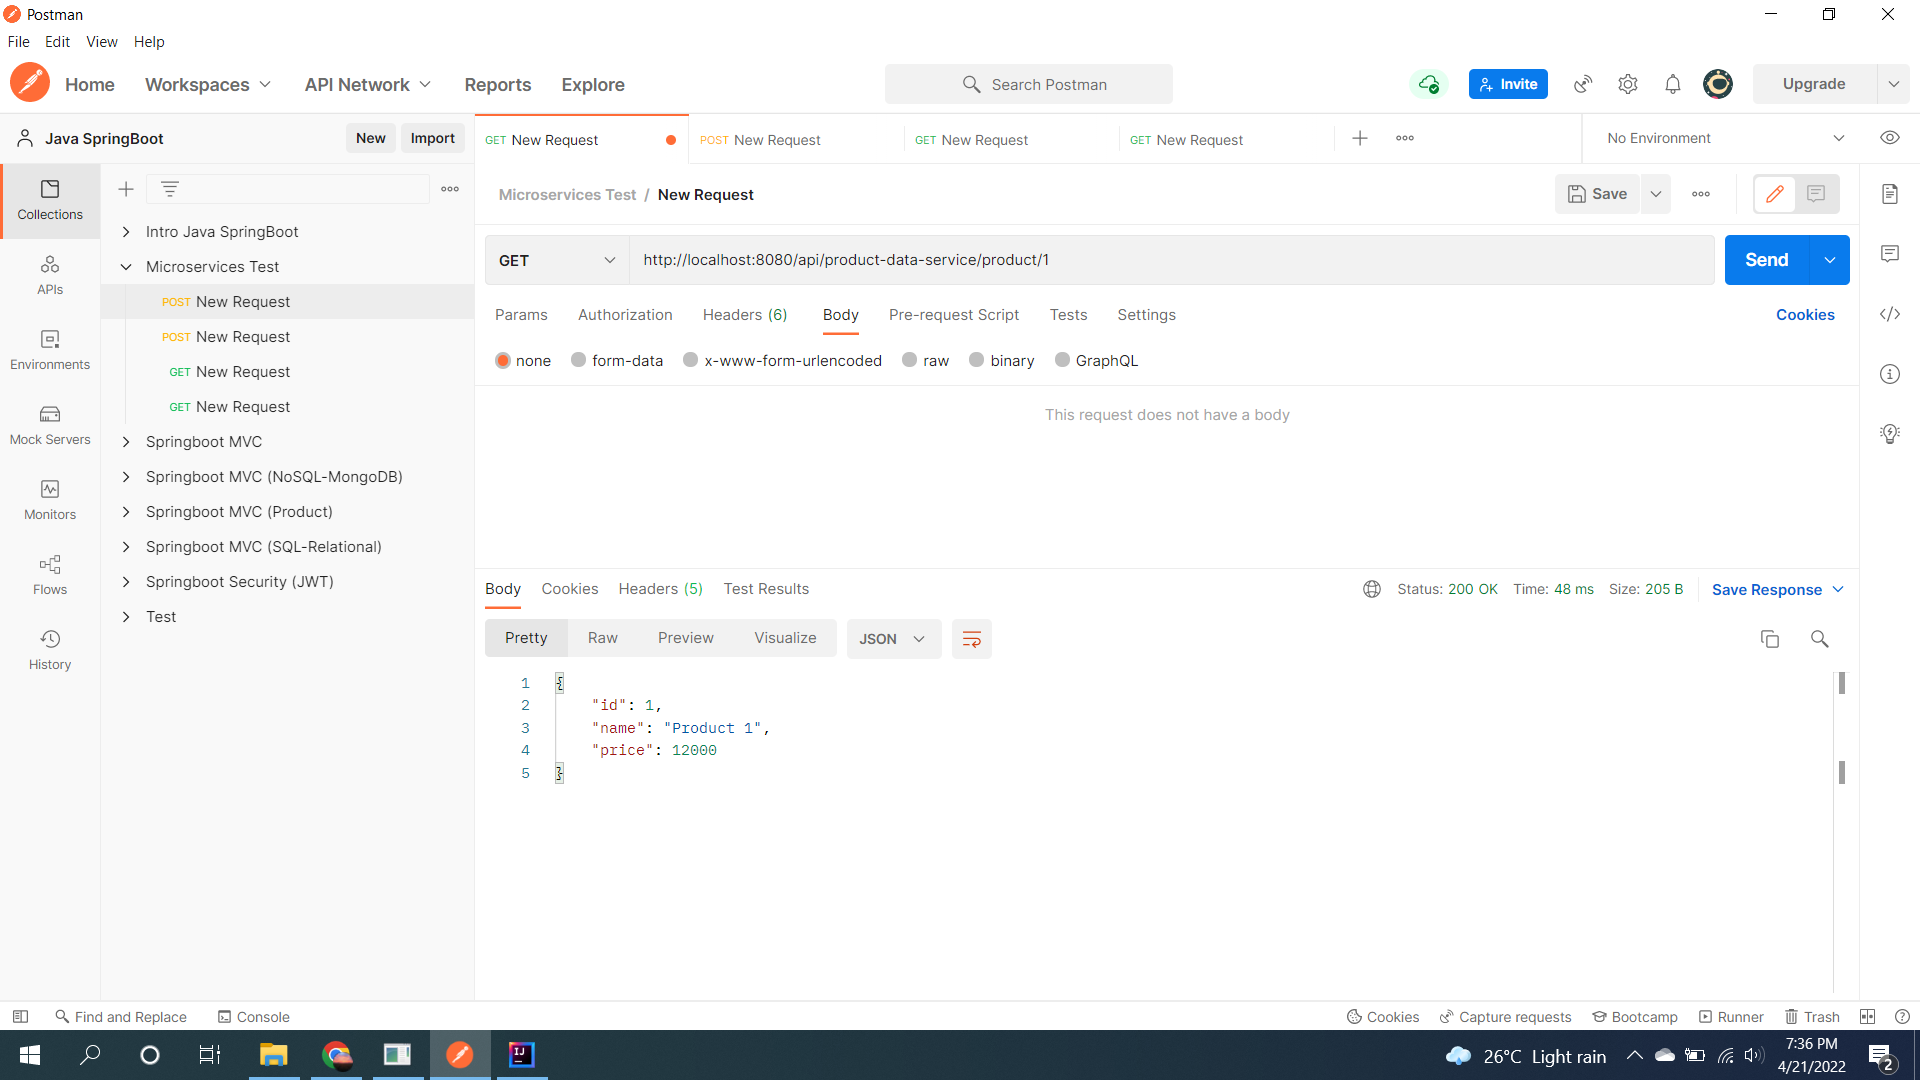 Postman
File Edit View Help
Home Workspaces API Network Reports Explore Search Postman Invite Upgrade
Java SpringBoot New Import GET New Request POST New Request GET New Request GET New Request No Environment
Collections
APIs
Environments
Mock Servers
Monitors
Flows
History
Intro Java SpringBoot
Microservices Test
POST New Request
POST New Request
GET New Request
GET New Request
Springboot MVC
Springboot MVC (NoSQL-MongoDB)
Springboot MVC (Product)
Springboot MVC (SQL-Relational)
Springboot Security (JWT)
Test
Microservices Test / New Request Save
GET http://localhost:8080/api/product-data-service/product/1 Send
Params Authorization Headers (6) Body Pre-request Script Tests Settings Cookies
none form-data x-www-form-urlencoded raw binary GraphQL
This request does not have a body
Body Cookies Headers (5) Test Results Status: 200 OK Time: 48 ms Size: 205 B Save Response
Pretty Raw Preview Visualize JSON
1 {
2 "id": 1,
3 "name": "Product 1",
4 "price": 12000
5 }
Find and Replace Console Cookies Capture requests Bootcamp Runner Trash
26°C Light rain 7:36 PM
4/21/2022 2